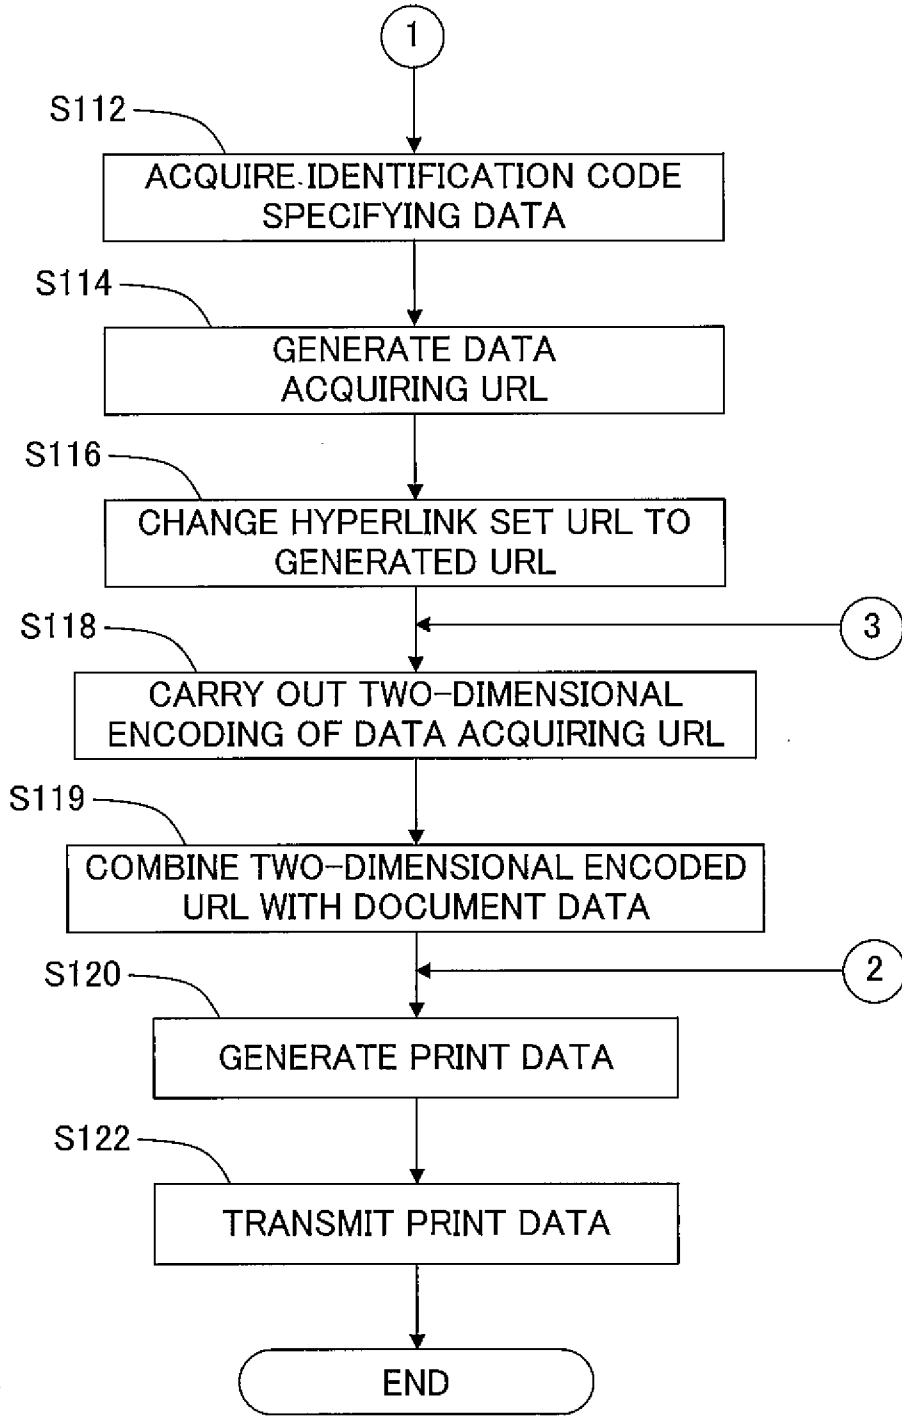 1
S112
ACQUIRE IDENTIFICATION CODE
SPECIFYING DATA
S114
GENERATE DATA
ACQUIRING URL
S116
CHANGE HYPERLINK SET URL TO
GENERATED URL
3
S118
CARRY OUT TWO-DIMENSIONAL
ENCODING OF DATA ACQUIRING URL
S119
COMBINE TWO-DIMENSIONAL ENCODED
URL WITH DOCUMENT DATA
2
S120
GENERATE PRINT DATA
S122
TRANSMIT PRINT DATA
END